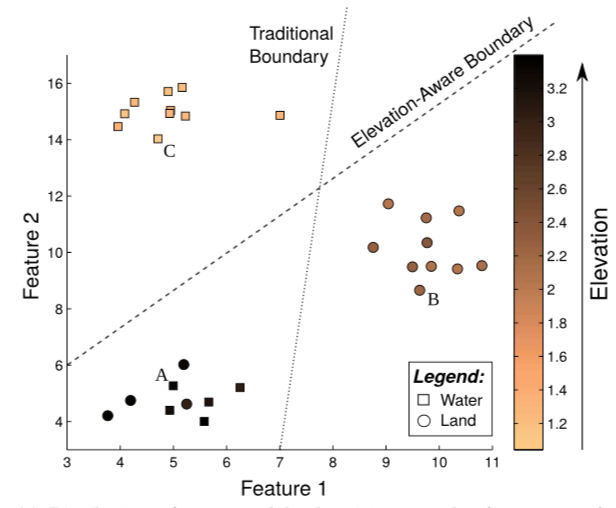 Traditional
Boundary
Elevation-Aware Boundary
16
14
12
10
8
6
4
Feature 2
3 4 5 6 7 8 9 10 11
Feature 1
A
B
C
Legend:
Water
Land
3.2
3
2.8
2.6
2.4
2.2
2
1.8
1.6
1.4
1.2
Elevation